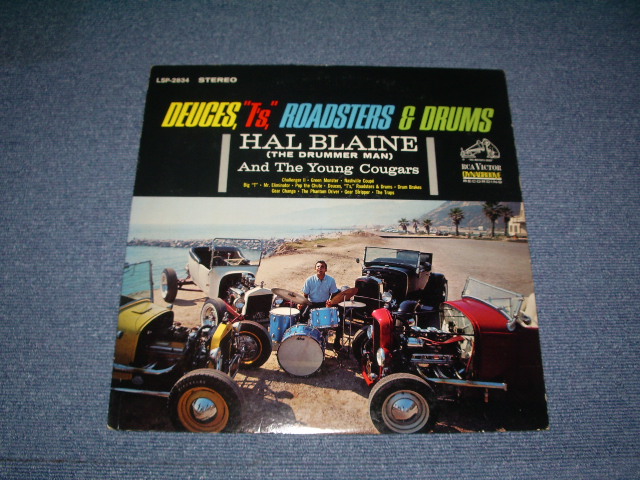 LSP-2834 STEREO
DEUCES, "T's," ROADSTERS & DRUMS
HAL BLAINE
(THE DRUMMER MAN)
And The Young Cougars
Challenger II • Green Monster • Nashville Coupé
Big "T" • Mr. Eliminator • Pop the Chute • Deuces, "T's," Roadsters & Drums • Drum Brakes
Gear Change • The Phantom Driver • Gear Stripper • The Traps
RCA VICTOR
DYNAGROOVE
RECORDING